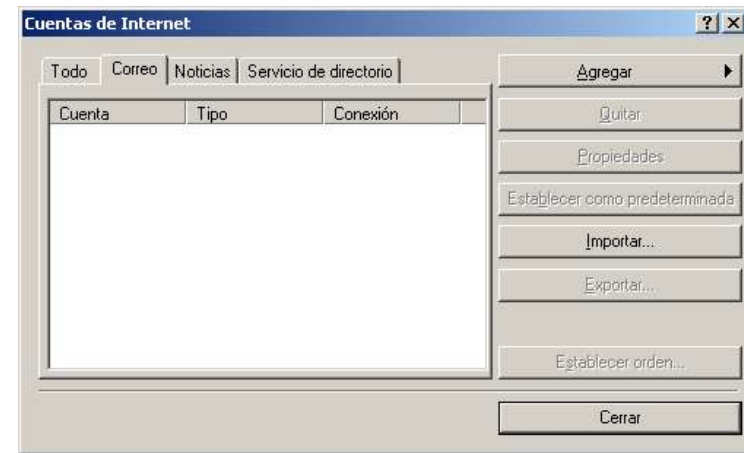 Cuentas de Internet
Todo Correo Noticias Servicio de directorio
Cuenta Tipo Conexión
Agregar
Quitar
Propiedades
Establecer como predeterminada
Importar...
Exportar...
Establecer orden...
Cerrar